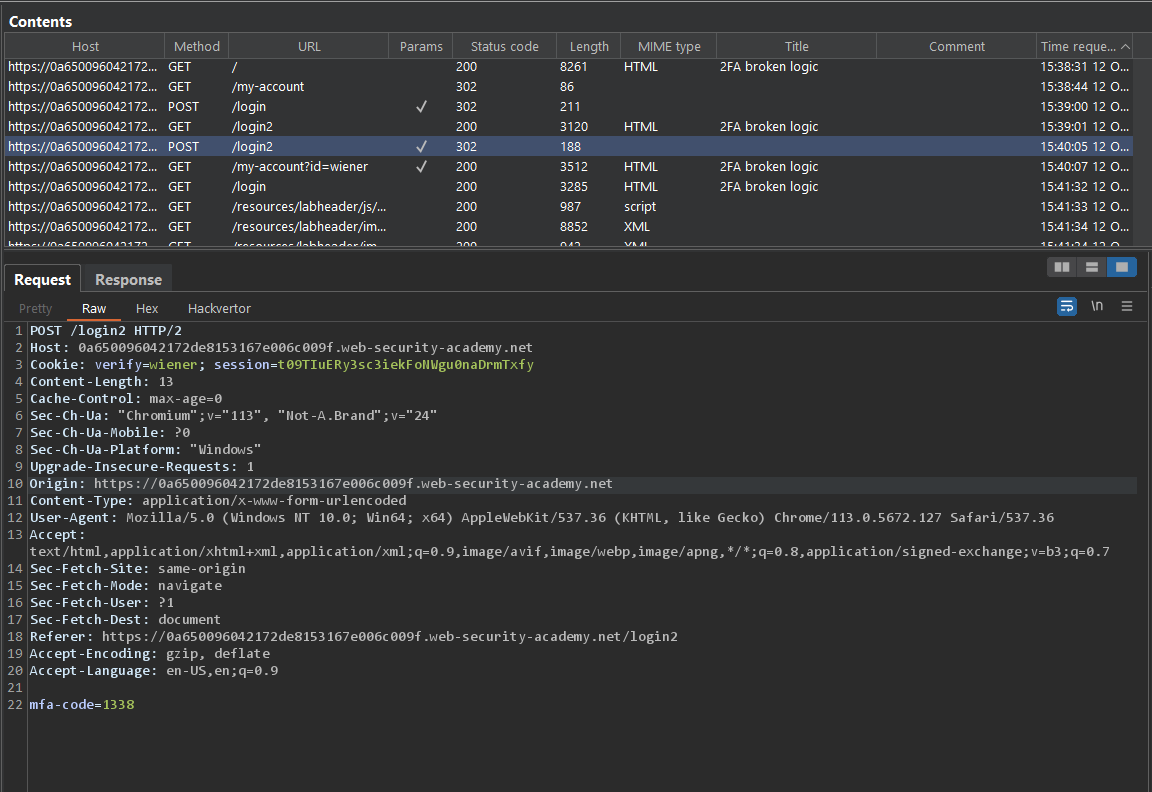 Contents
Host Method URL Params Status code Length MIME type Title Comment Time reque...
https://0a650096042172... GET / 200 8261 HTML 2FA broken logic 15:38:31 12 O...
https://0a650096042172... GET /my-account 302 86 15:38:44 12 O...
https://0a650096042172... POST /login ✓ 302 211 15:39:00 12 O...
https://0a650096042172... GET /login2 200 3120 HTML 2FA broken logic 15:39:01 12 O...
https://0a650096042172... POST /login2 ✓ 302 188 15:40:05 12 O...
https://0a650096042172... GET /my-account?id=wiener ✓ 200 3512 HTML 2FA broken logic 15:40:07 12 O...
https://0a650096042172... GET /login 200 3285 HTML 2FA broken logic 15:41:32 12 O...
https://0a650096042172... GET /resources/labheader/js/... 200 987 script 15:41:33 12 O...
https://0a650096042172... GET /resources/labheader/im... 200 8852 XML 15:41:34 12 O...
https://0a650096042172... GET /resources/labheader/im... 200 942 XML 15:41:34 12 O...
Request Response
Pretty Raw Hex Hackvertor \n
1 POST /login2 HTTP/2
2 Host: 0a650096042172de8153167e006c009f.web-security-academy.net
3 Cookie: verify=wiener; session=t09TIuERy3sc3iekFoNWgu0naDrmTxfy
4 Content-Length: 13
5 Cache-Control: max-age=0
6 Sec-Ch-Ua: "Chromium";v="113", "Not-A.Brand";v="24"
7 Sec-Ch-Ua-Mobile: ?0
8 Sec-Ch-Ua-Platform: "Windows"
9 Upgrade-Insecure-Requests: 1
10 Origin: https://0a650096042172de8153167e006c009f.web-security-academy.net
11 Content-Type: application/x-www-form-urlencoded
12 User-Agent: Mozilla/5.0 (Windows NT 10.0; Win64; x64) AppleWebKit/537.36 (KHTML, like Gecko) Chrome/113.0.5672.127 Safari/537.36
13 Accept:
text/html,application/xhtml+xml,application/xml;q=0.9,image/avif,image/webp,image/apng,*/*;q=0.8,application/signed-exchange;v=b3;q=0.7
14 Sec-Fetch-Site: same-origin
15 Sec-Fetch-Mode: navigate
16 Sec-Fetch-User: ?1
17 Sec-Fetch-Dest: document
18 Referer: https://0a650096042172de8153167e006c009f.web-security-academy.net/login2
19 Accept-Encoding: gzip, deflate
20 Accept-Language: en-US,en;q=0.9
21
22 mfa-code=1338